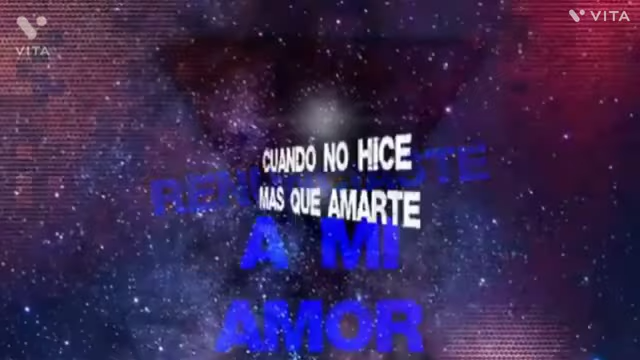 VITA
VITA
CUANDO NO HICE
MAS QUE AMARTE
A MI
AMOR